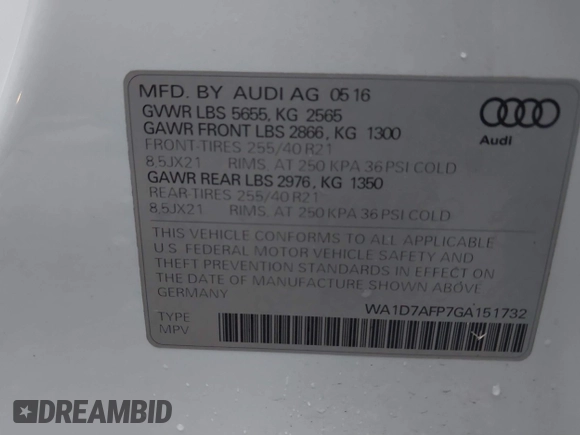 MFD. BY AUDI AG 05 16
GVWR LBS 5655, KG 2565
GAWR FRONT LBS 2866, KG 1300
FRONT TIRES 255/40 R21
8,5JX21 RIMS, AT 250 KPA 36 PSI COLD
GAWR REAR LBS 2976, KG 1350
REAR TIRES 255/40 R21
8,5JX21 RIMS, AT 250 KPA 36 PSI COLD
Audi
THIS VEHICLE CONFORMS TO ALL APPLICABLE
U.S. FEDERAL MOTOR VEHICLE SAFETY AND
THEFT PREVENTION STANDARDS IN EFFECT ON
THE DATE OF MANUFACTURE SHOWN ABOVE
GERMANY
WA1D7AFP7GA151732
TYPE
MPV
DREAMBID